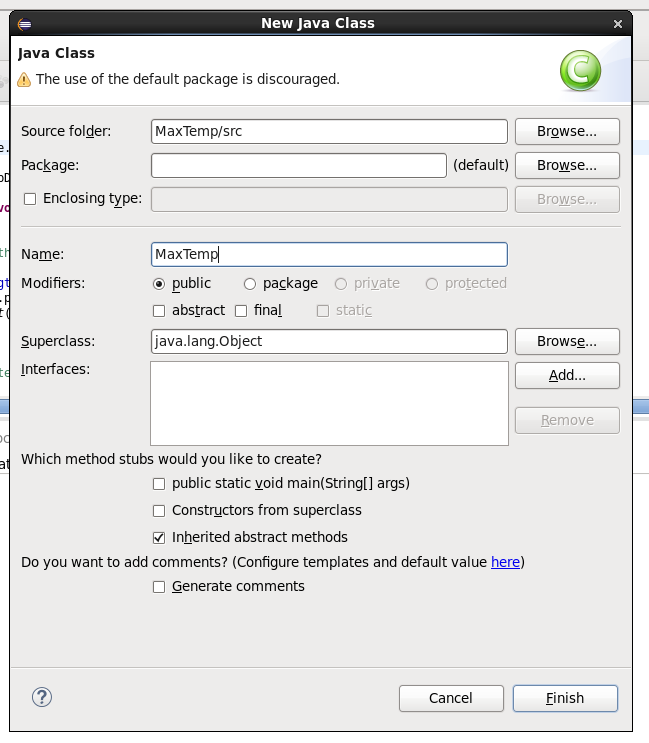 New Java Class
Java Class
The use of the default package is discouraged.
Source folder: MaxTemp/src Browse...
Package: (default) Browse...
Enclosing type: Browse...
Name: MaxTemp
Modifiers: public package private protected
abstract final static
Superclass: java.lang.Object Browse...
Interfaces: Add...
Remove
Which method stubs would you like to create?
public static void main(String[] args)
Constructors from superclass
Inherited abstract methods
Do you want to add comments? (Configure templates and default value here)
Generate comments
? Cancel Finish